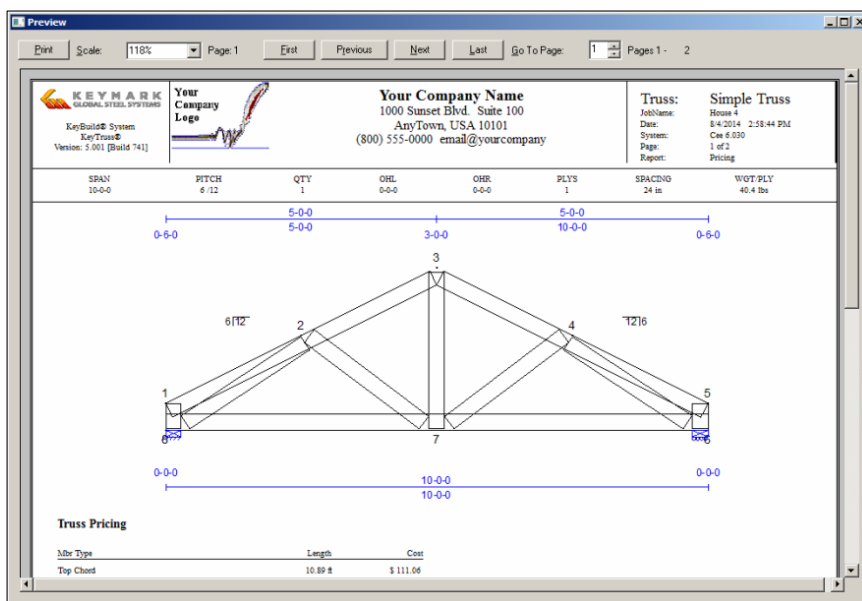 Preview
Print Scale: 118% Page: 1 First Previous Next Last Go To Page: 1 Pages 1 - 2
KEYMARK
GLOBAL STEEL SYSTEMS
KeyBuild® System
KeyTruss®
Version: 5.001 [Build 741]
Your
Company
Logo
Your Company Name
1000 Sunset Blvd. Suite 100
AnyTown, USA 10101
(800) 555-0000 email@yourcompany
Truss: Simple Truss
JobName: House 4
Date: 8/4/2014 2:58:44 PM
System: Cee 6.030
Page: 1 of 2
Report: Pricing
SPAN PITCH QTY OHL OHR PLYS SPACING WGT/PLY
10-0-0 6 /12 1 0-0-0 0-0-0 1 24 in 40.4 lbs
5-0-0 5-0-0
5-0-0 10-0-0
0-6-0 3-0-0 0-6-0
3
6 12 2 4 12 6
1 5
6 7 6
0-0-0 0-0-0
10-0-0
10-0-0
Truss Pricing
Mbr Type Length Cost
Top Chord 10.89 ft $ 111.06